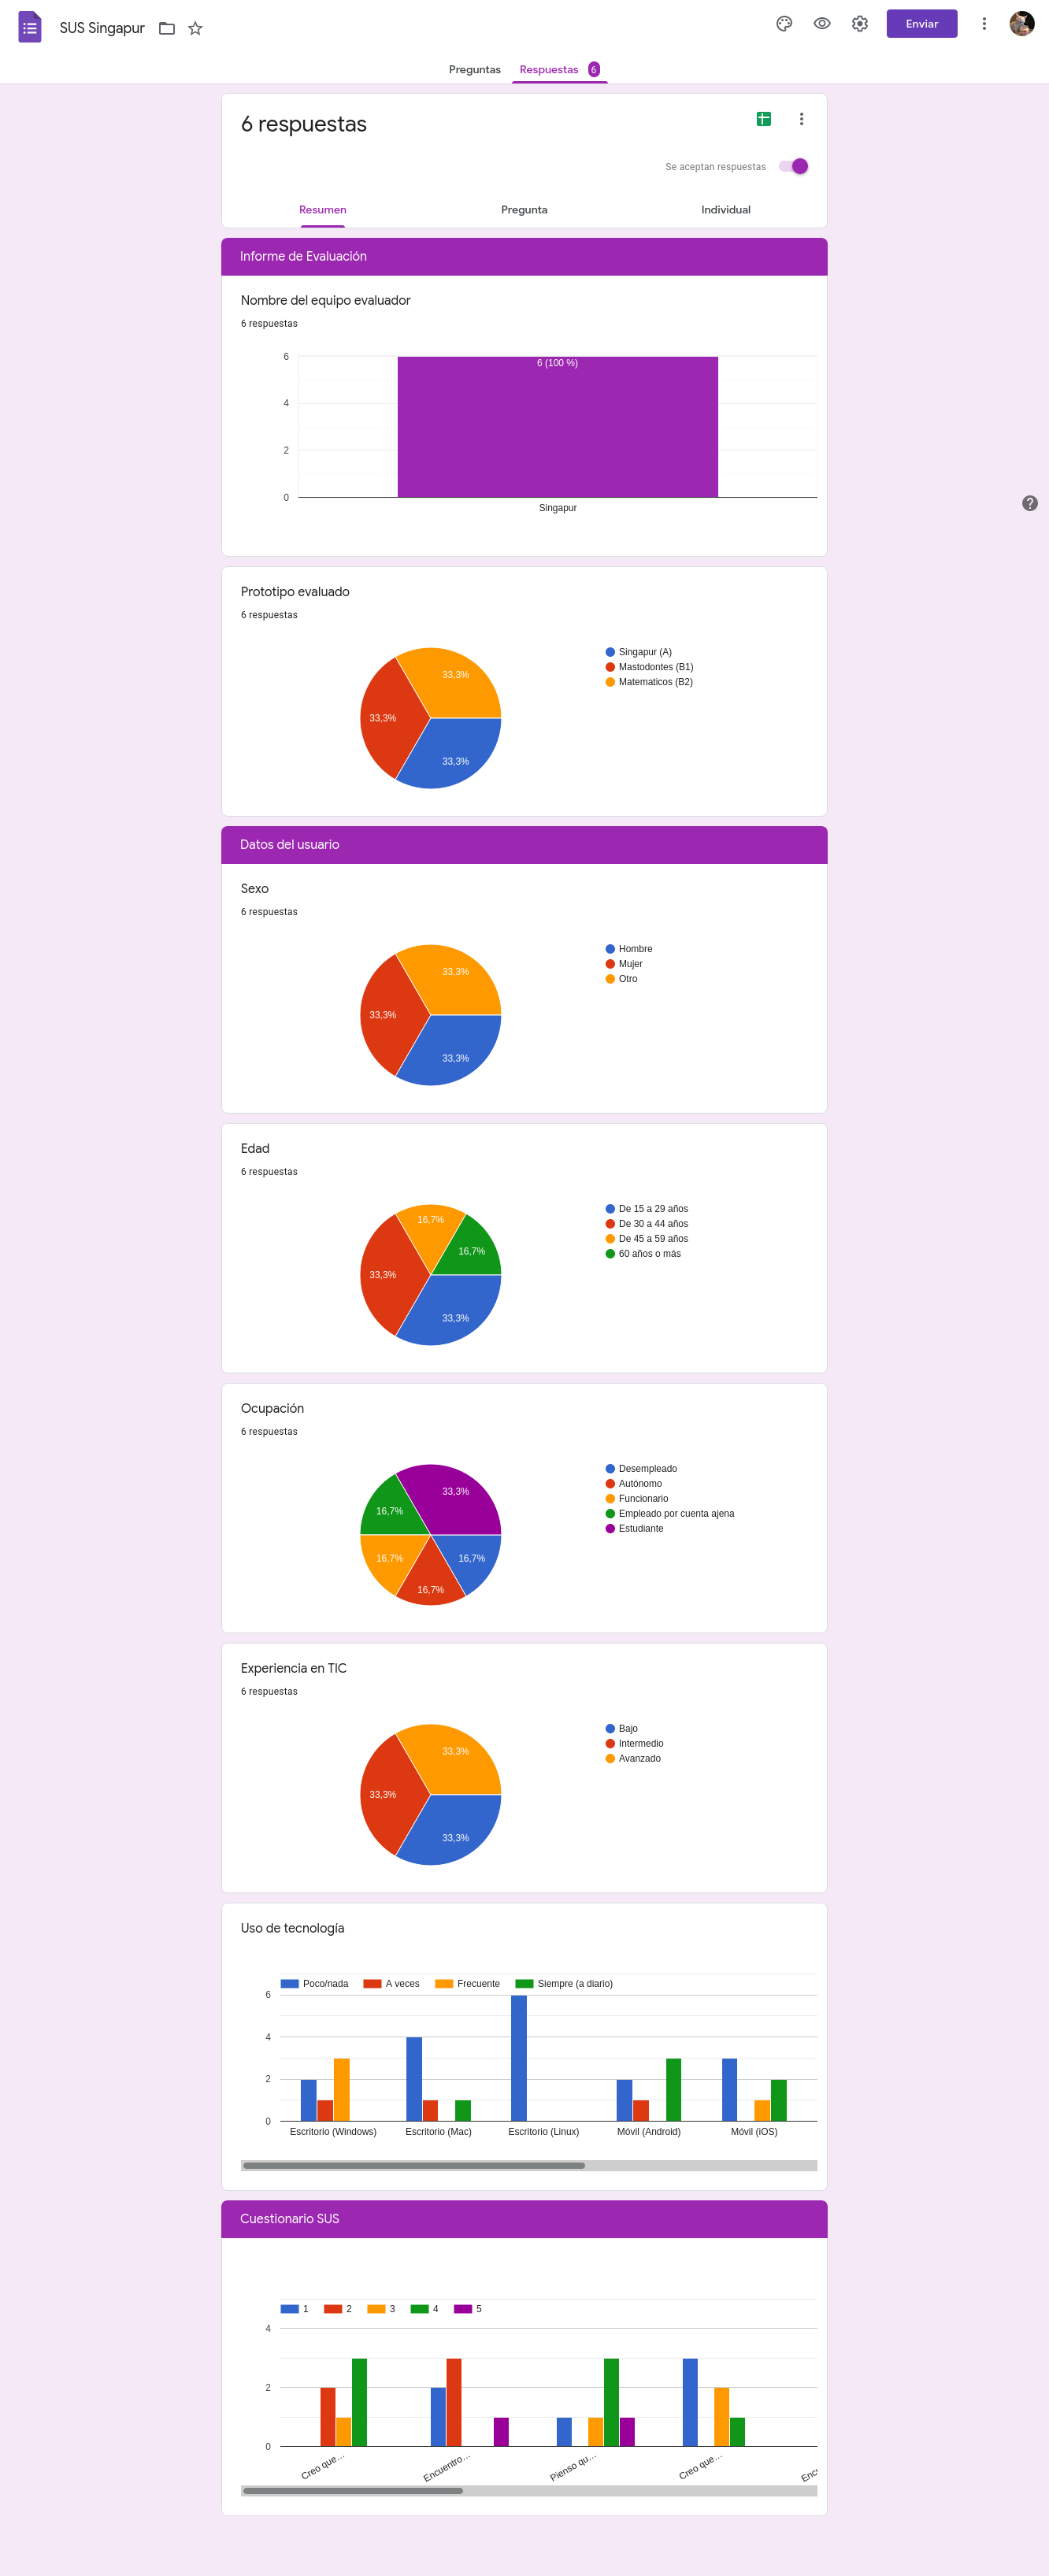 SUS Singapur
Enviar
Preguntas Respuestas 6
6 respuestas
Se aceptan respuestas
Resumen Pregunta Individual
Informe de Evaluación
Nombre del equipo evaluador
6 respuestas
6
6 (100 %)
4
2
0
Singapur
Prototipo evaluado
6 respuestas
Singapur (A)
Mastodontes (B1)
Matematicos (B2)
33,3%
33,3%
33,3%
Datos del usuario
Sexo
6 respuestas
Hombre
Mujer
Otro
33,3%
33,3%
33,3%
Edad
6 respuestas
De 15 a 29 años
De 30 a 44 años
De 45 a 59 años
60 años o más
16,7%
16,7%
33,3%
33,3%
Ocupación
6 respuestas
Desempleado
Autónomo
Funcionario
Empleado por cuenta ajena
Estudiante
33,3%
16,7%
16,7%
16,7%
16,7%
Experiencia en TIC
6 respuestas
Bajo
Intermedio
Avanzado
33,3%
33,3%
33,3%
Uso de tecnología
Poco/nada A veces Frecuente Siempre (a diario)
6
4
2
0
Escritorio (Windows) Escritorio (Mac) Escritorio (Linux) Móvil (Android) Móvil (iOS)
Cuestionario SUS
1 2 3 4 5
4
2
0
Creo que… Encuentro… Pienso qu… Creo que…